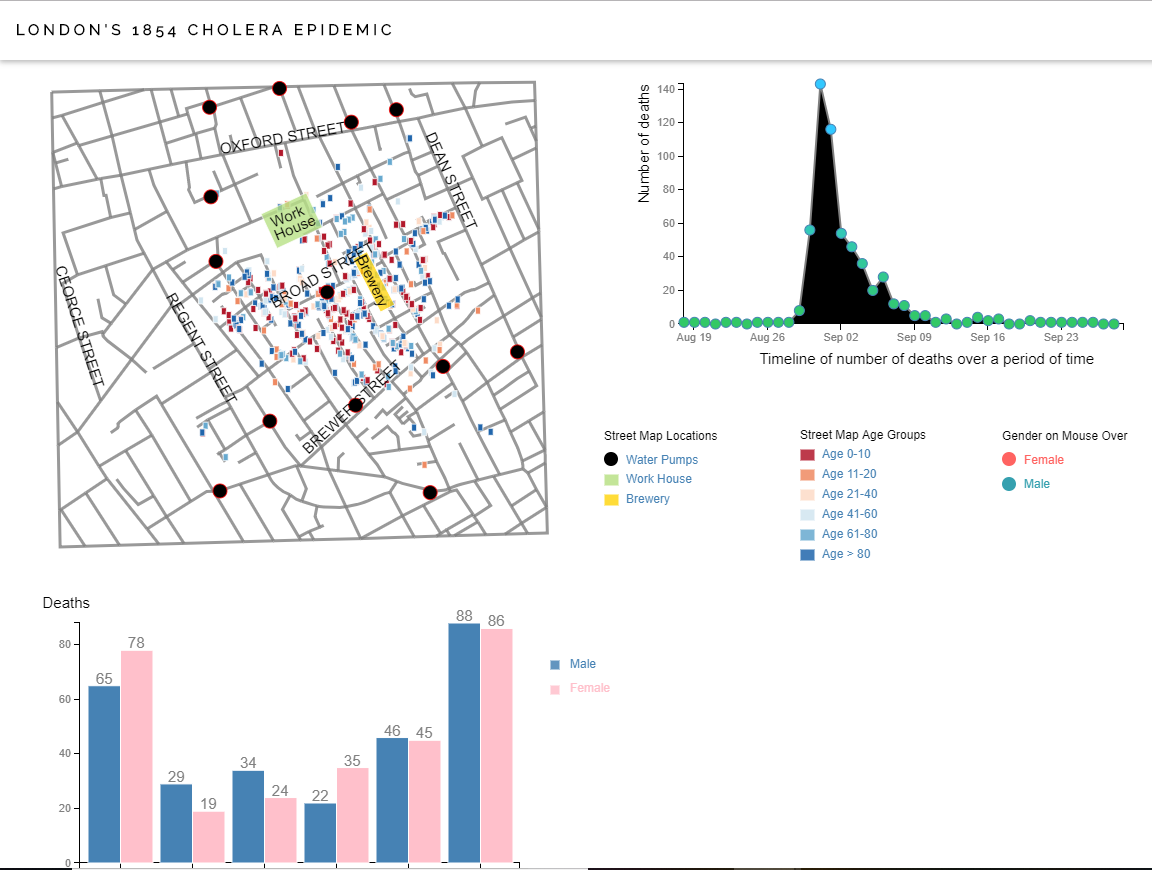 LONDON'S 1854 CHOLERA EPIDEMIC
OXFORD STREET
DEAN STREET
Work
House
BROAD STREET
Brewery
GEORGE STREET
REGENT STREET
BREWER STREET
Number of deaths
140
120
100
80
60
40
20
0
Aug 19
Aug 26
Sep 02
Sep 09
Sep 16
Sep 23
Timeline of number of deaths over a period of time
Street Map Locations
Water Pumps
Work House
Brewery
Street Map Age Groups
Age 0-10
Age 11-20
Age 21-40
Age 41-60
Age 61-80
Age > 80
Gender on Mouse Over
Female
Male
Deaths
80
60
40
20
0
65
78
29
19
34
24
22
35
46
45
88
86
Male
Female